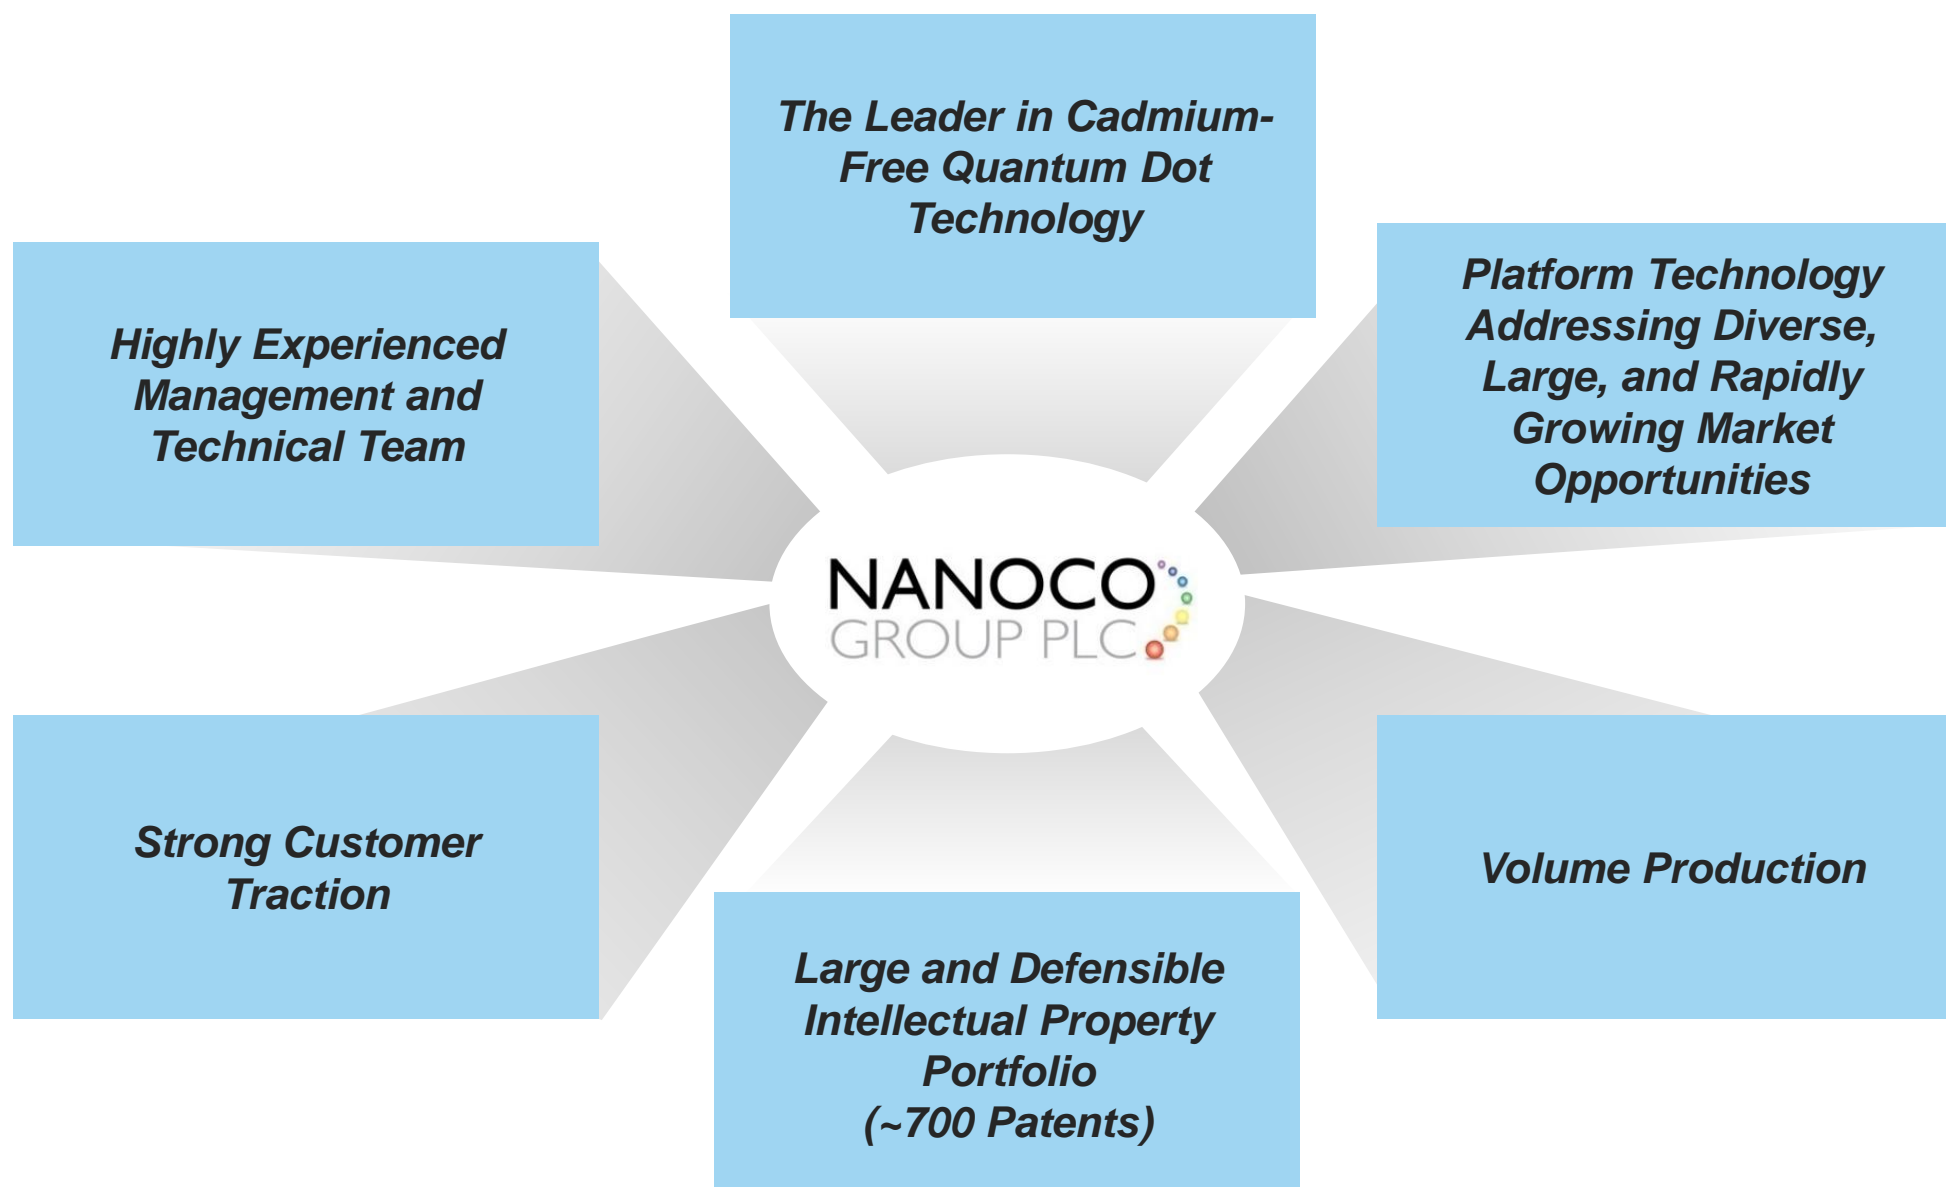 The Leader in Cadmium-
Free Quantum Dot
Technology
Highly Experienced
Management and
Technical Team
Platform Technology
Addressing Diverse,
Large, and Rapidly
Growing Market
Opportunities
NANOCO
GROUP PLC
Strong Customer
Traction
Volume Production
Large and Defensible
Intellectual Property
Portfolio
(~700 Patents)